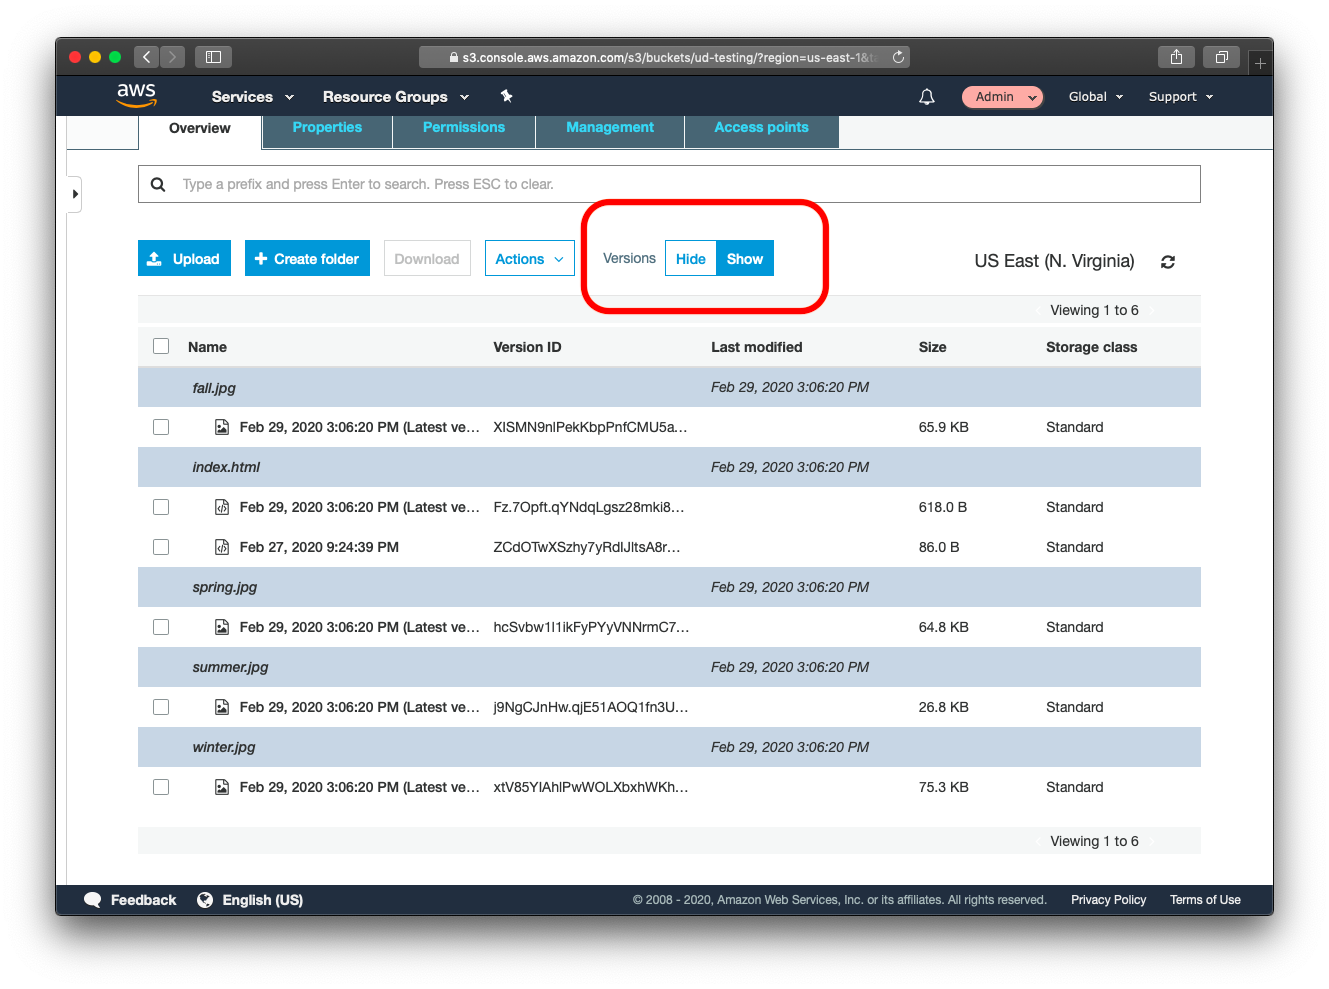 s3.console.aws.amazon.com/s3/buckets/ud-testing/?region=us-east-1&ta
aws Services Resource Groups Admin Global Support
Overview Properties Permissions Management Access points
Type a prefix and press Enter to search. Press ESC to clear.
Upload Create folder Download Actions Versions Hide Show US East (N. Virginia)
Viewing 1 to 6
Name Version ID Last modified Size Storage class
fall.jpg Feb 29, 2020 3:06:20 PM
Feb 29, 2020 3:06:20 PM (Latest ve... XISMN9nlPekKbpPnfCMU5a... 65.9 KB Standard
index.html Feb 29, 2020 3:06:20 PM
Feb 29, 2020 3:06:20 PM (Latest ve... Fz.7Opft.qYNdqLgsz28mki8... 618.0 B Standard
Feb 27, 2020 9:24:39 PM ZCdOTwXSzhy7yRdIJltsA8r... 86.0 B Standard
spring.jpg Feb 29, 2020 3:06:20 PM
Feb 29, 2020 3:06:20 PM (Latest ve... hcSvbw1l1ikFyPYyVNNrmC7... 64.8 KB Standard
summer.jpg Feb 29, 2020 3:06:20 PM
Feb 29, 2020 3:06:20 PM (Latest ve... j9NgCJnHw.qjE51AOQ1fn3U... 26.8 KB Standard
winter.jpg Feb 29, 2020 3:06:20 PM
Feb 29, 2020 3:06:20 PM (Latest ve... xtV85YIAhlPwWOLXbxhWKh... 75.3 KB Standard
Viewing 1 to 6
Feedback English (US) © 2008 - 2020, Amazon Web Services, Inc. or its affiliates. All rights reserved. Privacy Policy Terms of Use